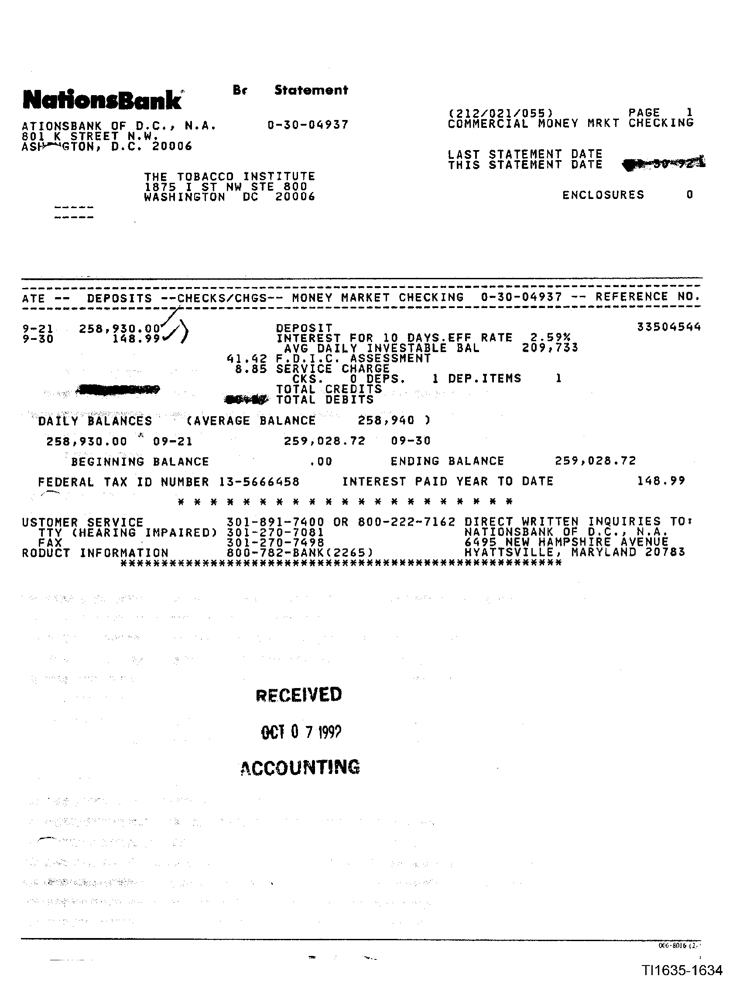 NationsBank Br Statement
ATIONSBANK OF D.C., N.A. 0-30-04937 (212/021/055) PAGE 1
801 K STREET N.W. COMMERCIAL MONEY MRKT CHECKING
GTON, D.C. 20006
LAST STATEMENT DATE
THIS STATEMENT DATE
THE TOBACCO INSTITUTE
1875 I ST NW STE 800
WASHINGTON DC 20006 ENCLOSURES 0
-----
-----
ATE -- DEPOSITS --CHECKS/CHGS-- MONEY MARKET CHECKING 0-30-04937 -- REFERENCE NO.
9-21 258,930.00 DEPOSIT 33504544
9-30 148.99 INTEREST FOR 10 DAYS.EFF RATE 2.59%
AVG DAILY INVESTABLE BAL 209,733
41.42 F.D.I.C. ASSESSMENT
8.85 SERVICE CHARGE
CKS. 0 DEPS. 1 DEP.ITEMS 1
TOTAL CREDITS
TOTAL DEBITS
DAILY BALANCES (AVERAGE BALANCE 258,940 )
258,930.00 09-21 259,028.72 09-30
BEGINNING BALANCE .00 ENDING BALANCE 259,028.72
FEDERAL TAX ID NUMBER 13-5666458 INTEREST PAID YEAR TO DATE 148.99
* * * * * * * * * * * * * * * * * * * * *
USTOMER SERVICE 301-891-7400 OR 800-222-7162 DIRECT WRITTEN INQUIRIES TO:
TTY (HEARING IMPAIRED) 301-270-7081 NATIONSBANK OF D.C., N.A.
FAX 301-270-7498 6495 NEW HAMPSHIRE AVENUE
RODUCT INFORMATION 800-782-BANK(2265) HYATTSVILLE, MARYLAND 20783
******************************************************
RECEIVED
OCT 0 7 1992
ACCOUNTING
006-8016 (2-
TI1635-1634